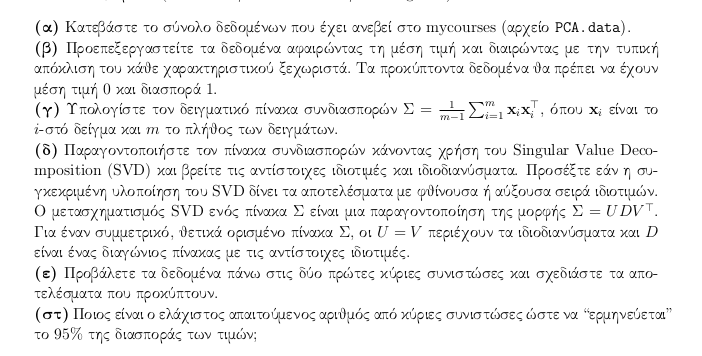 (α) Κατεβάστε το σύνολο δεδομένων που έχει ανεβεί στο mycourses (αρχείο PCA.data).
(β) Προεπεξεργαστείτε τα δεδομένα αφαιρώντας τη μέση τιμή και διαιρώντας με την τυπική
απόκλιση του κάθε χαρακτηριστικού ξεχωριστά. Τα προκύπτοντα δεδομένα θα πρέπει να έχουν
μέση τιμή 0 και διασπορά 1.
(γ) Υπολογίστε τον δειγματικό πίνακα συνδιασπορών Σ = \frac{1}{m-1} \sum_{i=1}^{m} x_i x_i^⊤, όπου x_i είναι το
i-στό δείγμα και m το πλήθος των δειγμάτων.
(δ) Παραγοντοποιήστε τον πίνακα συνδιασπορών κάνοντας χρήση του Singular Value Deco-
mposition (SVD) και βρείτε τις αντίστοιχες ιδιοτιμές και ιδιοδιανύσματα. Προσέξτε εάν η συ-
γκεκριμένη υλοποίηση του SVD δίνει τα αποτελέσματα με φθίνουσα ή αύξουσα σειρά ιδιοτιμών.
Ο μετασχηματισμός SVD ενός πίνακα Σ είναι μια παραγοντοποίηση της μορφής Σ = UDV^⊤.
Για έναν συμμετρικό, θετικά ορισμένο πίνακα Σ, οι U = V περιέχουν τα ιδιοδιανύσματα και D
είναι ένας διαγώνιος πίνακας με τις αντίστοιχες ιδιοτιμές.
(ε) Προβάλετε τα δεδομένα πάνω στις δύο πρώτες κύριες συνιστώσες και σχεδιάστε τα απο-
τελέσματα που προκύπτουν.
(στ) Ποιος είναι ο ελάχιστος απαιτούμενος αριθμός από κύριες συνιστώσες ώστε να “ερμηνεύεται”
το 95% της διασποράς των τιμών;